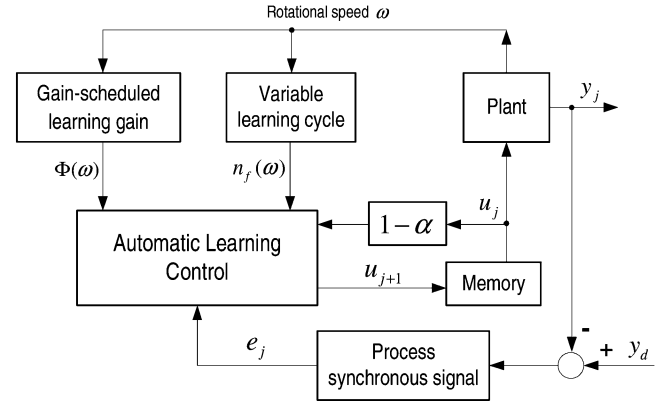 Rotational speed ω
Gain-scheduled
learning gain
Variable
learning cycle
Plant
y_j
Φ(ω)
n_f(ω)
1−α
u_j
Automatic Learning
Control
u_{j+1}
Memory
-
+
y_d
e_j
Process
synchronous signal